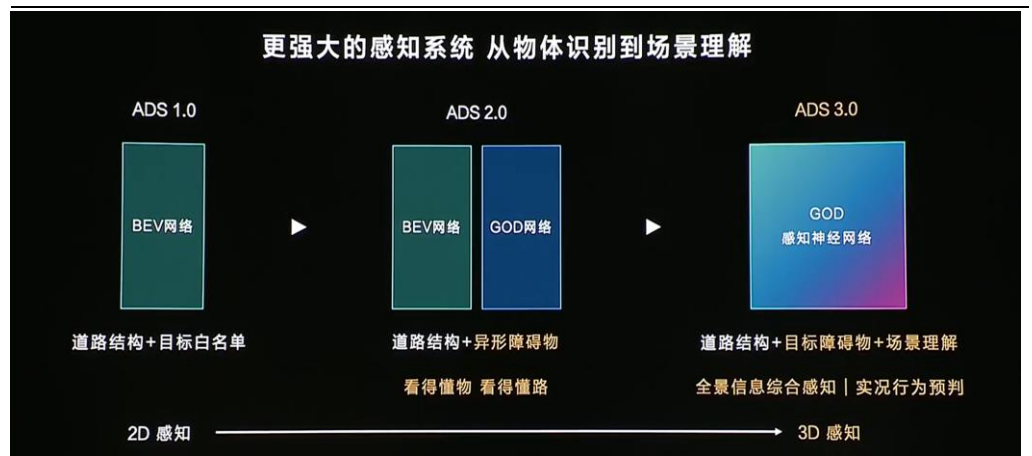 更强大的感知系统 从物体识别到场景理解
ADS 1.0
ADS 2.0
ADS 3.0
BEV网络
BEV网络
GOD网络
GOD
感知神经网络
道路结构+目标白名单
道路结构+异形障碍物
道路结构+目标障碍物+场景理解
看得懂物 看得懂路
全景信息综合感知|实况行为预判
2D 感知
3D 感知